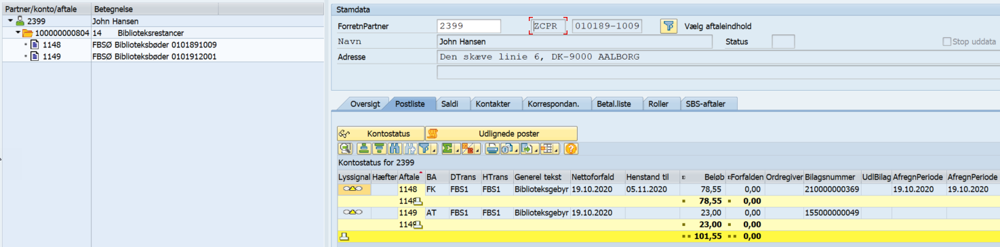 Partner/konto/aftale Betegnelse
2399 John Hansen
100000000804 14 Biblioteksrestancer
1148 FBSØ Biblioteksbøder 0101891009
1149 FBSØ Biblioteksbøder 0101912001
Stamdata
ForretnPartner 2399 ZCPR 010189-1009 Vælg aftaleindhold
Navn John Hansen Status Stop uddata
Adresse Den skæve linie 6, DK-9000 AALBORG
Oversigt Postliste Saldi Kontakter Korrespondan. Betal.liste Roller SBS-aftaler
Kontostatus Udlignede poster
Kontostatus for 2399
Lyssignal Hæfter Aftale BA DTrans HTrans Generel tekst Nettoforfald Henstand til Beløb Forfalden Ordregiver Bilagsnummer UdlBilag AfregnPeriode AfregnPeriode
1148 FK FBS1 FBS1 Biblioteksgebyr 19.10.2020 05.11.2020 78,55 0,00 210000000369 19.10.2020 19.10.2020
1148 78,55 0,00
1149 AT FBS1 FBS1 Biblioteksgebyr 19.10.2020 23,00 0,00 155000000049
1149 23,00 0,00
101,55 0,00